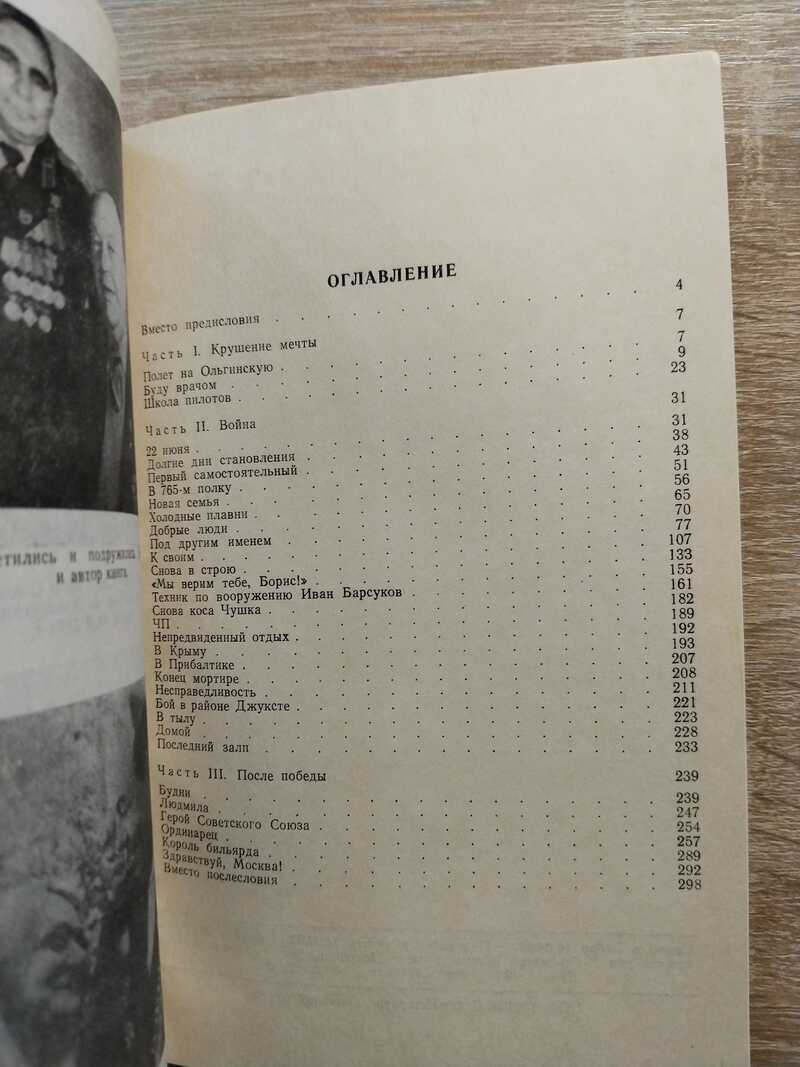 тились и подружил
и автор книги
ОГЛАВЛЕНИЕ
Вместо предисловия . . . . . . . . . . 4
Часть I. Крушение мечты 7
Полет на Ольгинскую . . . . . . . . . . 7
Буду врачом . . . . . . . . . . 9
Школа пилотов . . . . . . . . . . 23
Часть II. Война 31
22 июня . . . . . . . . . . 31
Долгие дни становления . . . . . . . . . . 38
Первый самостоятельный . . . . . . . . . . 43
В 765-м полку . . . . . . . . . . 51
Новая семья . . . . . . . . . . 56
Холодные плавни . . . . . . . . . . 65
Добрые люди . . . . . . . . . . 70
Под другим именем . . . . . . . . . . 77
К своим . . . . . . . . . . 107
Снова в строю . . . . . . . . . . 133
«Мы верим тебе, Борис!» . . . . . . . . . . 155
Техник по вооружению Иван Барсуков . . . . . . . . . . 161
Снова коса Чушка . . . . . . . . . . 182
ЧП . . . . . . . . . . 189
Непредвиденный отдых . . . . . . . . . . 192
В Крыму . . . . . . . . . . 193
В Прибалтике . . . . . . . . . . 207
Конец мортире . . . . . . . . . . 208
Несправедливость . . . . . . . . . . 211
Бой в районе Джуксте . . . . . . . . . . 221
В тылу . . . . . . . . . . 223
Домой . . . . . . . . . . 228
Последний залп . . . . . . . . . . 233
Часть III. После победы 239
Будни . . . . . . . . . . 239
Людмила . . . . . . . . . . 247
Герой Советского Союза . . . . . . . . . . 254
Ординарец . . . . . . . . . . 257
Король бильярда . . . . . . . . . . 289
Здравствуй, Москва! . . . . . . . . . . 292
Вместо послесловия . . . . . . . . . . 298